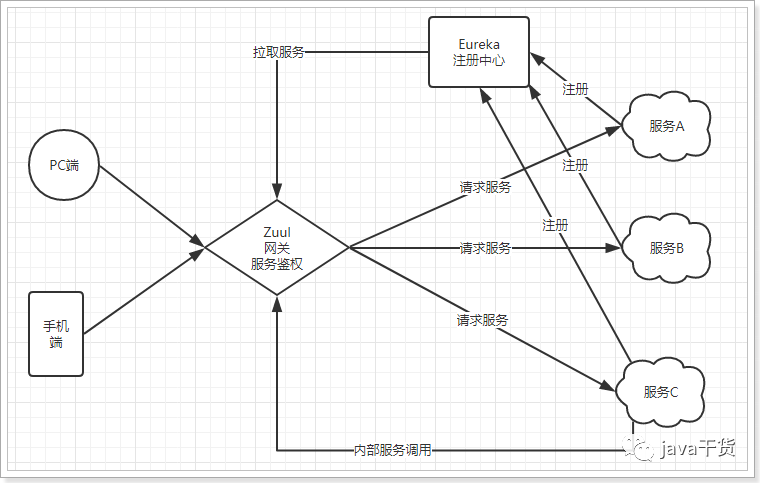 Eureka
注册中心
拉取服务
注册
服务A
PC端
请求服务
注册
Zuul
网关
服务鉴权
请求服务
服务B
注册
手机
端
请求服务
服务C
内部服务调用
java干货